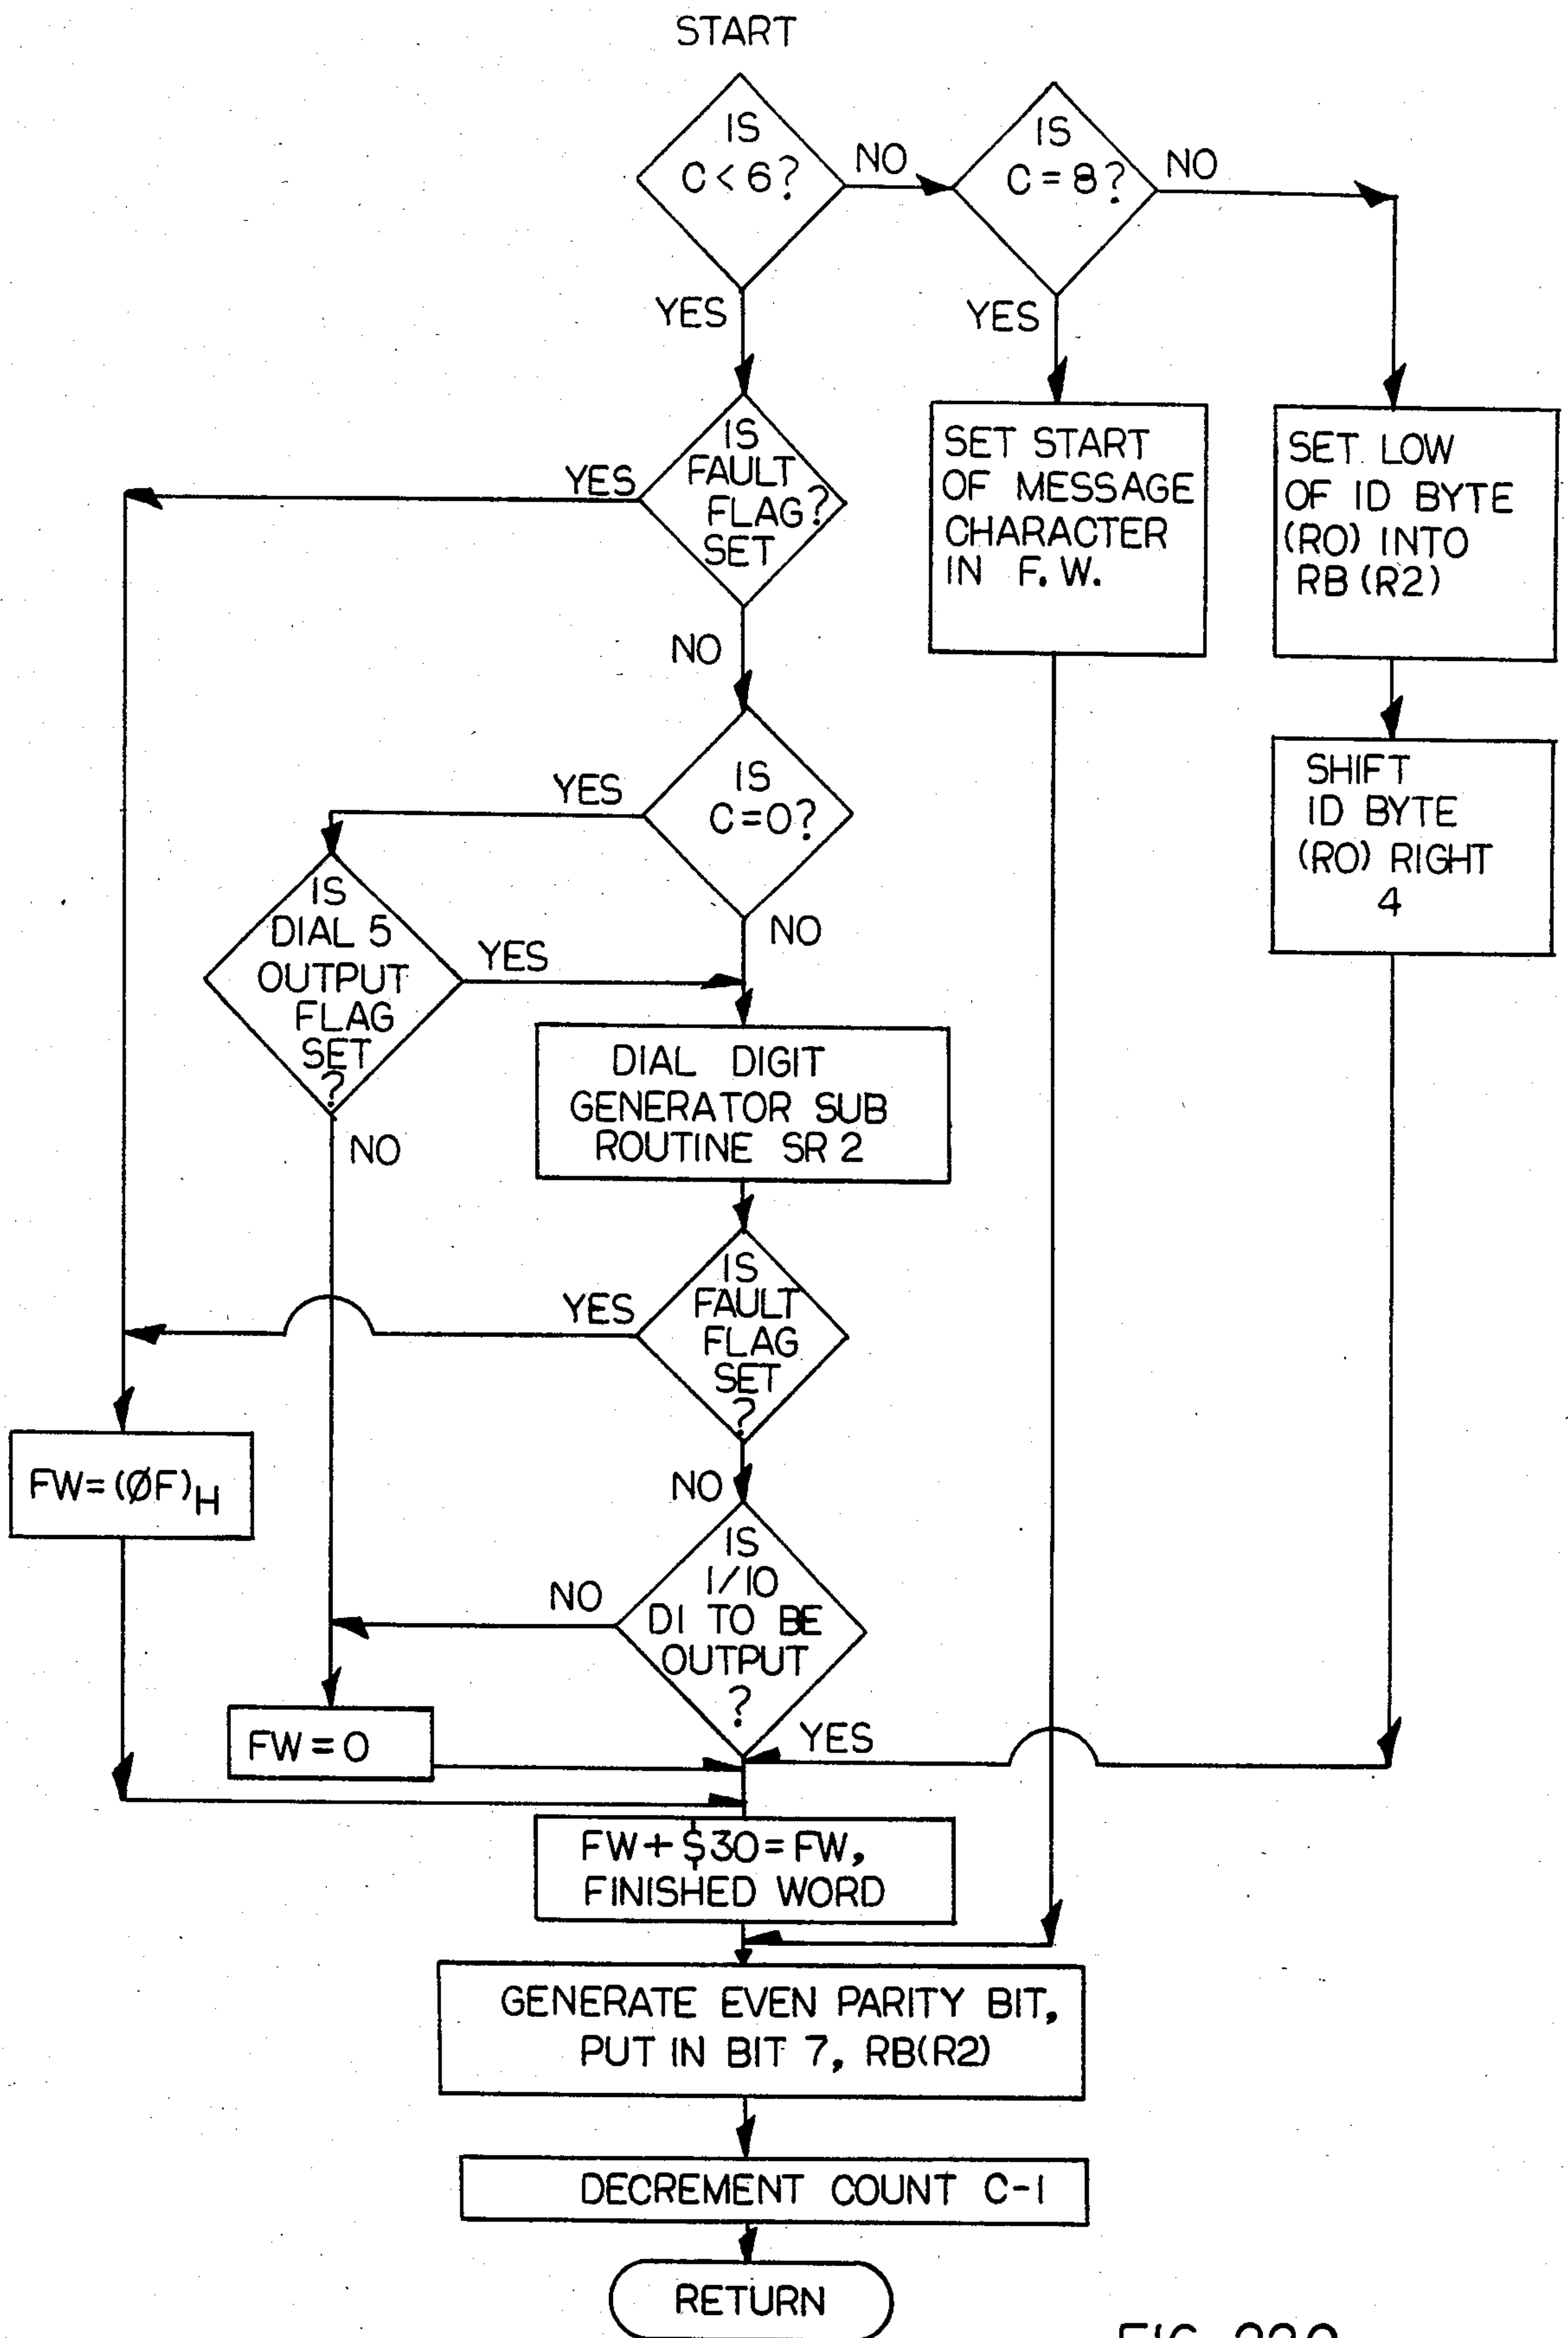 START
IS
C < 6?
NO
IS
C = 8?
NO
YES
YES
IS
FAULT
FLAG?
SET
YES
NO
SET START
OF MESSAGE
CHARACTER
IN F.W.
SET LOW
OF ID BYTE
(RO) INTO
RB (R2)
SHIFT
ID BYTE
(RO) RIGHT
4
IS
C=0?
YES
NO
IS
DIAL 5
OUTPUT
FLAG
SET
?
YES
NO
DIAL DIGIT
GENERATOR SUB
ROUTINE SR 2
IS
FAULT
FLAG
SET
?
YES
NO
FW=(ØF)H
IS
1/10
DI TO BE
OUTPUT
?
NO
YES
FW=0
FW+$30=FW,
FINISHED WORD
GENERATE EVEN PARITY BIT,
PUT IN BIT 7, RB(R2)
DECREMENT COUNT C-1
RETURN